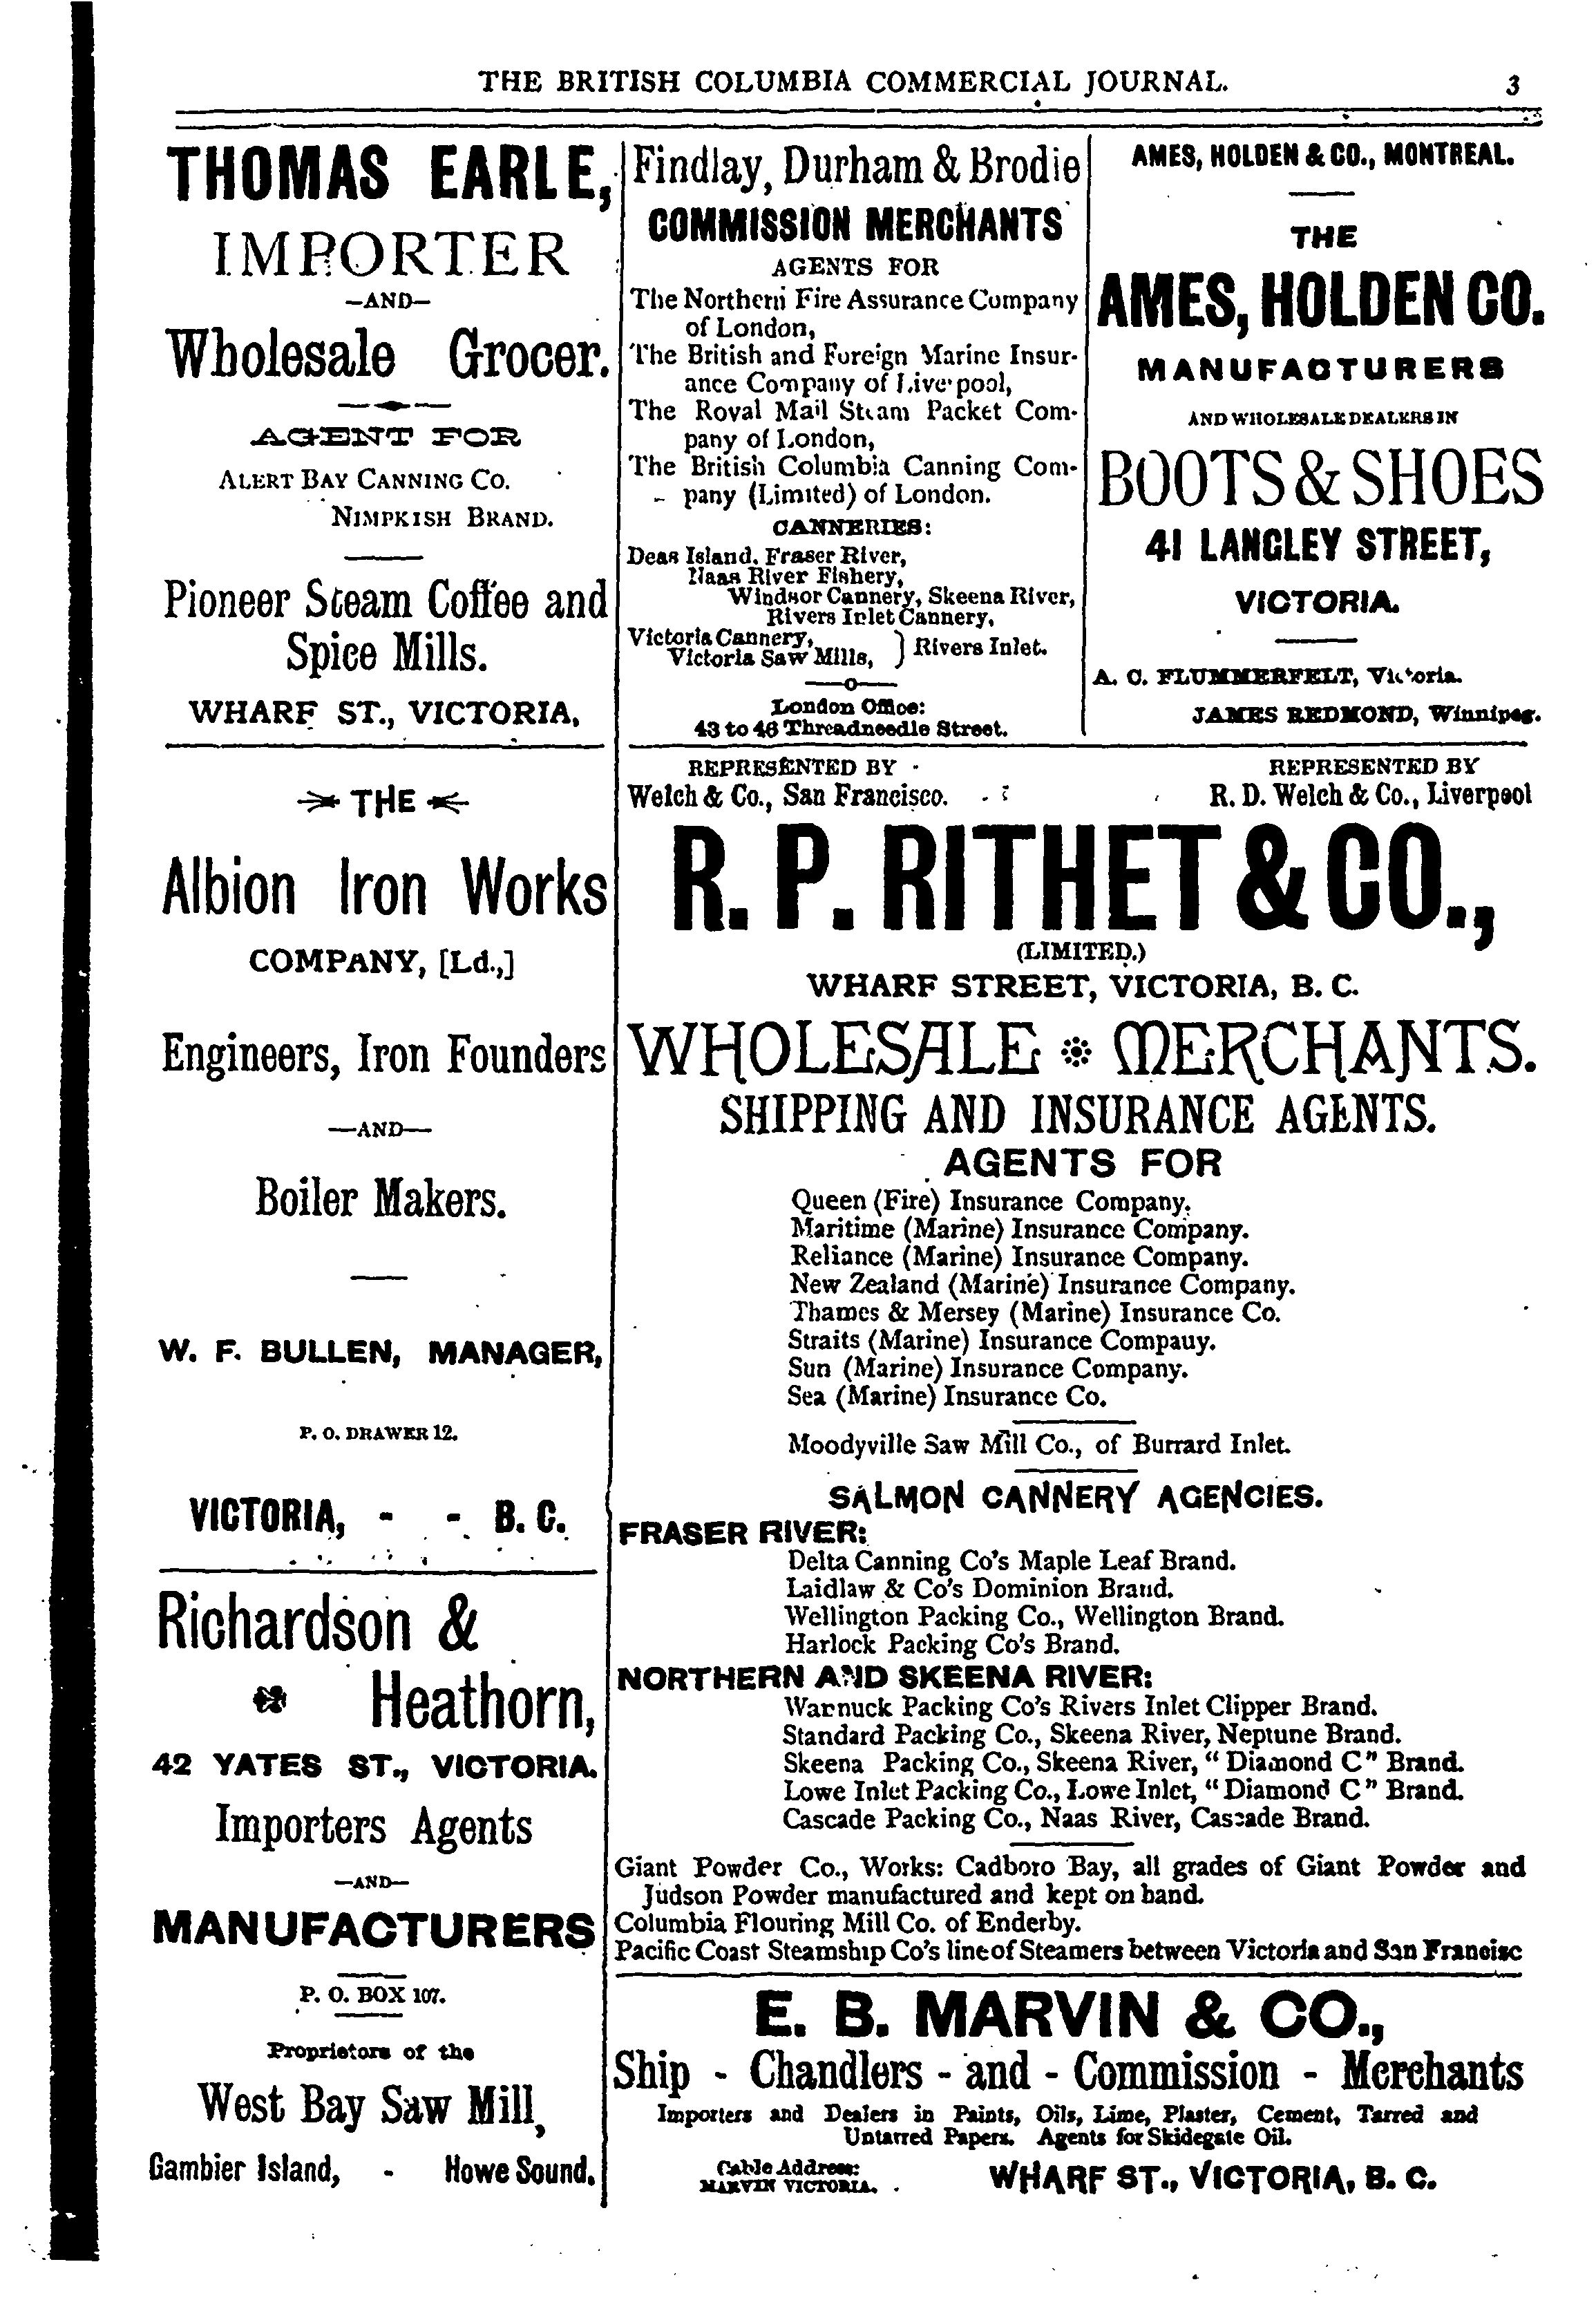 THE BRITISH COLUMBIA COMMERCIAL JOURNAL.
3
THOMAS EARLE,
IMPORTER
—AND—
Wholesale Grocer.
AGENT FOR
ALERT BAY CANNING CO.
NIMPKISH BRAND.
Pioneer Steam Coffee and
Spice Mills.
WHARF ST., VICTORIA,
THE
Albion Iron Works
COMPANY, [Ld.,]
Engineers, Iron Founders
—AND—
Boiler Makers.
W. F. BULLEN, MANAGER,
P. O. DRAWER 12.
VICTORIA, - - B. C.
Richardson &
Heathorn,
42 YATES ST., VICTORIA.
Importers Agents
—AND—
MANUFACTURERS
P. O. BOX 107.
Proprietors of the
West Bay Saw Mill,
Gambier Island, - Howe Sound.
Findlay, Durham & Brodie
COMMISSION MERCHANTS
AGENTS FOR
The Northern Fire Assurance Company
of London,
The British and Foreign Marine Insur-
ance Company of Liverpool,
The Royal Mail Steam Packet Com-
pany of London,
The British Columbia Canning Com-
pany (Limited) of London.
CANNERIES:
Deas Island, Fraser River,
Naas River Fishery,
Windsor Cannery, Skeena River,
Rivers Inlet Cannery,
Victoria Cannery,
Victoria Saw Mills, } Rivers Inlet.
—o—
London Office:
43 to 46 Threadneedle Street.
AMES, HOLDEN & CO., MONTREAL.
THE
AMES, HOLDEN CO.
MANUFACTURERS
AND WHOLESALE DEALERS IN
BOOTS & SHOES
41 LANGLEY STREET,
VICTORIA.
A. C. FLUMMERFELT, Victoria.
JAMES REDMOND, Winnipeg.
REPRESENTED BY
Welch & Co., San Francisco.
REPRESENTED BY
R. D. Welch & Co., Liverpool
R. P. RITHET & CO.,
(LIMITED.)
WHARF STREET, VICTORIA, B. C.
WHOLESALE MERCHANTS.
SHIPPING AND INSURANCE AGENTS.
AGENTS FOR
Queen (Fire) Insurance Company.
Maritime (Marine) Insurance Company.
Reliance (Marine) Insurance Company.
New Zealand (Marine) Insurance Company.
Thames & Mersey (Marine) Insurance Co.
Straits (Marine) Insurance Compauy.
Sun (Marine) Insurance Company.
Sea (Marine) Insurance Co.
Moodyville Saw Mill Co., of Burrard Inlet.
SALMON CANNERY AGENCIES.
FRASER RIVER:
Delta Canning Co's Maple Leaf Brand.
Laidlaw & Co's Dominion Brand.
Wellington Packing Co., Wellington Brand.
Harlock Packing Co's Brand.
NORTHERN AND SKEENA RIVER:
Warnuck Packing Co's Rivers Inlet Clipper Brand.
Standard Packing Co., Skeena River, Neptune Brand.
Skeena Packing Co., Skeena River, "Diamond C" Brand.
Lowe Inlet Packing Co., Lowe Inlet, "Diamond C" Brand.
Cascade Packing Co., Naas River, Cascade Brand.
Giant Powder Co., Works: Cadboro Bay, all grades of Giant Powder and
Judson Powder manufactured and kept on hand.
Columbia Flouring Mill Co. of Enderby.
Pacific Coast Steamship Co's line of Steamers between Victoria and San Francisc
E. B. MARVIN & CO.,
Ship - Chandlers - and - Commission - Merchants
Importers and Dealers in Paints, Oils, Lime, Plaster, Cement, Tarred and
Untarred Papers. Agents for Skidegate Oil.
Cable Address:
MARVIN VICTORIA.
WHARF ST., VICTORIA, B. C.